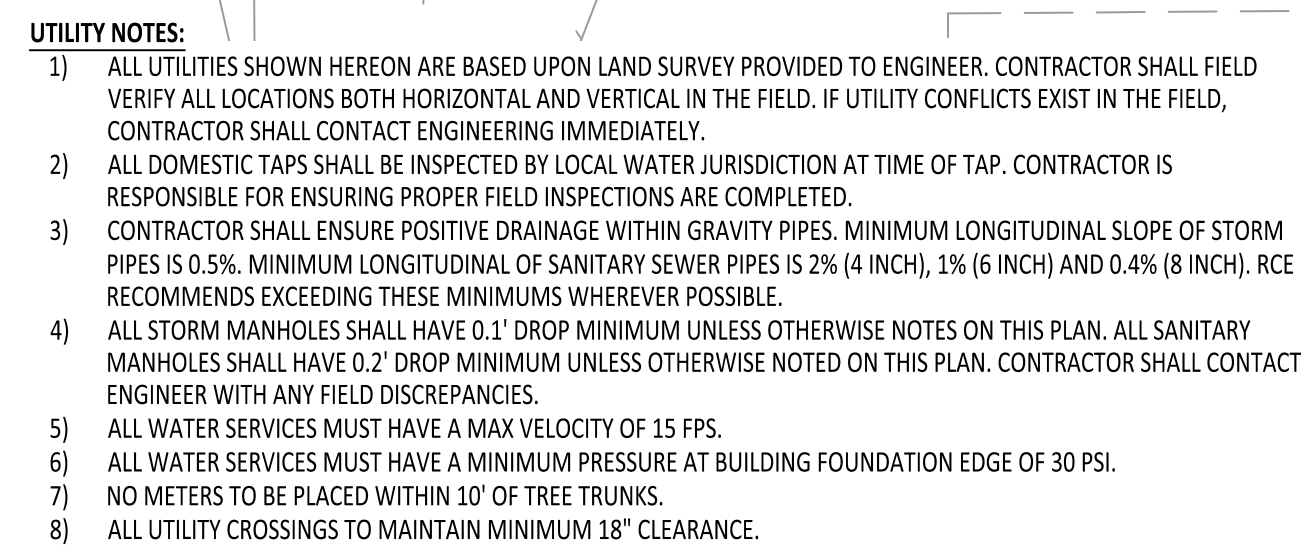 UTILITY NOTES:
1) ALL UTILITIES SHOWN HEREON ARE BASED UPON LAND SURVEY PROVIDED TO ENGINEER. CONTRACTOR SHALL FIELD
VERIFY ALL LOCATIONS BOTH HORIZONTAL AND VERTICAL IN THE FIELD. IF UTILITY CONFLICTS EXIST IN THE FIELD,
CONTRACTOR SHALL CONTACT ENGINEERING IMMEDIATELY.
2) ALL DOMESTIC TAPS SHALL BE INSPECTED BY LOCAL WATER JURISDICTION AT TIME OF TAP. CONTRACTOR IS
RESPONSIBLE FOR ENSURING PROPER FIELD INSPECTIONS ARE COMPLETED.
3) CONTRACTOR SHALL ENSURE POSITIVE DRAINAGE WITHIN GRAVITY PIPES. MINIMUM LONGITUDINAL SLOPE OF STORM
PIPES IS 0.5%. MINIMUM LONGITUDINAL OF SANITARY SEWER PIPES IS 2% (4 INCH), 1% (6 INCH) AND 0.4% (8 INCH). RCE
RECOMMENDS EXCEEDING THESE MINIMUMS WHEREVER POSSIBLE.
4) ALL STORM MANHOLES SHALL HAVE 0.1' DROP MINIMUM UNLESS OTHERWISE NOTES ON THIS PLAN. ALL SANITARY
MANHOLES SHALL HAVE 0.2' DROP MINIMUM UNLESS OTHERWISE NOTED ON THIS PLAN. CONTRACTOR SHALL CONTACT
ENGINEER WITH ANY FIELD DISCREPANCIES.
5) ALL WATER SERVICES MUST HAVE A MAX VELOCITY OF 15 FPS.
6) ALL WATER SERVICES MUST HAVE A MINIMUM PRESSURE AT BUILDING FOUNDATION EDGE OF 30 PSI.
7) NO METERS TO BE PLACED WITHIN 10' OF TREE TRUNKS.
8) ALL UTILITY CROSSINGS TO MAINTAIN MINIMUM 18" CLEARANCE.